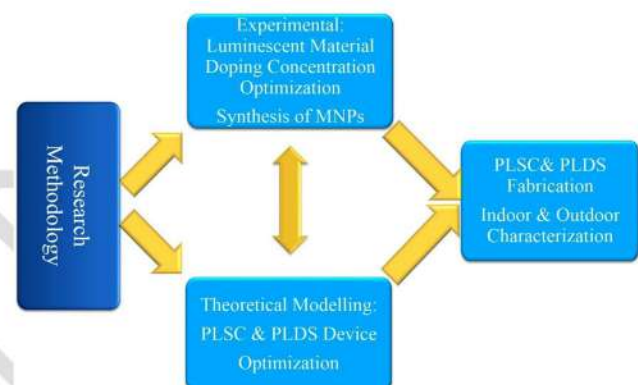 Research
Methodology
Experimental:
Luminescent Material
Doping Concentration
Optimization
Synthesis of MNPs
Theoretical Modelling:
PLSC & PLDS Device
Optimization
PLSC& PLDS
Fabrication
Indoor & Outdoor
Characterization